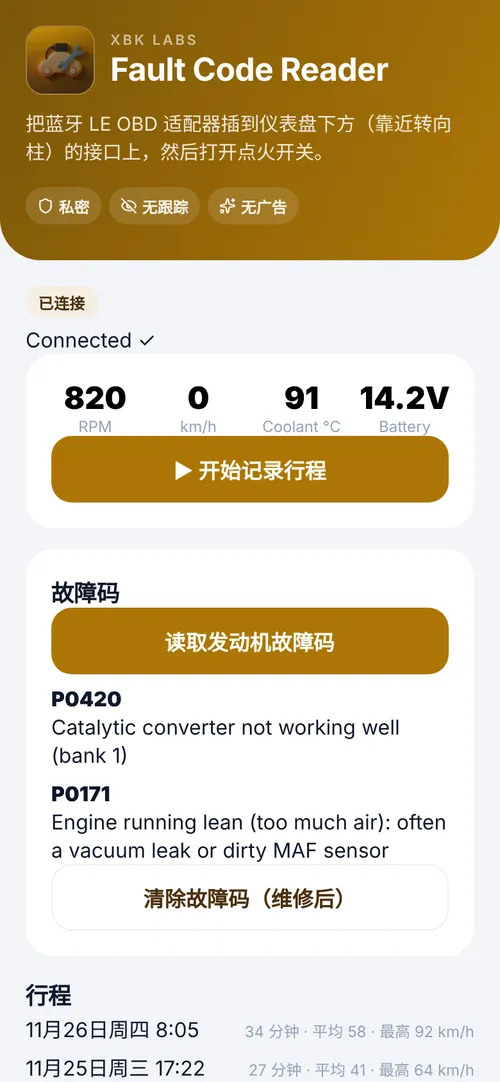 XBK LABS
Fault Code Reader
把蓝牙 LE OBD 适配器插到仪表盘下方（靠近转向
柱）的接口上，然后打开点火开关。
私密 无跟踪 无广告
已连接
Connected ✓
820 0 91 14.2V
RPM km/h Coolant °C Battery
▶ 开始记录行程
故障码
读取发动机故障码
P0420
Catalytic converter not working well
(bank 1)
P0171
Engine running lean (too much air): often
a vacuum leak or dirty MAF sensor
清除故障码（维修后）
行程
11月26日周四 8:05 34 分钟 · 平均 58 · 最高 92 km/h
11月25日周三 17:22 27 分钟 · 平均 41 · 最高 64 km/h